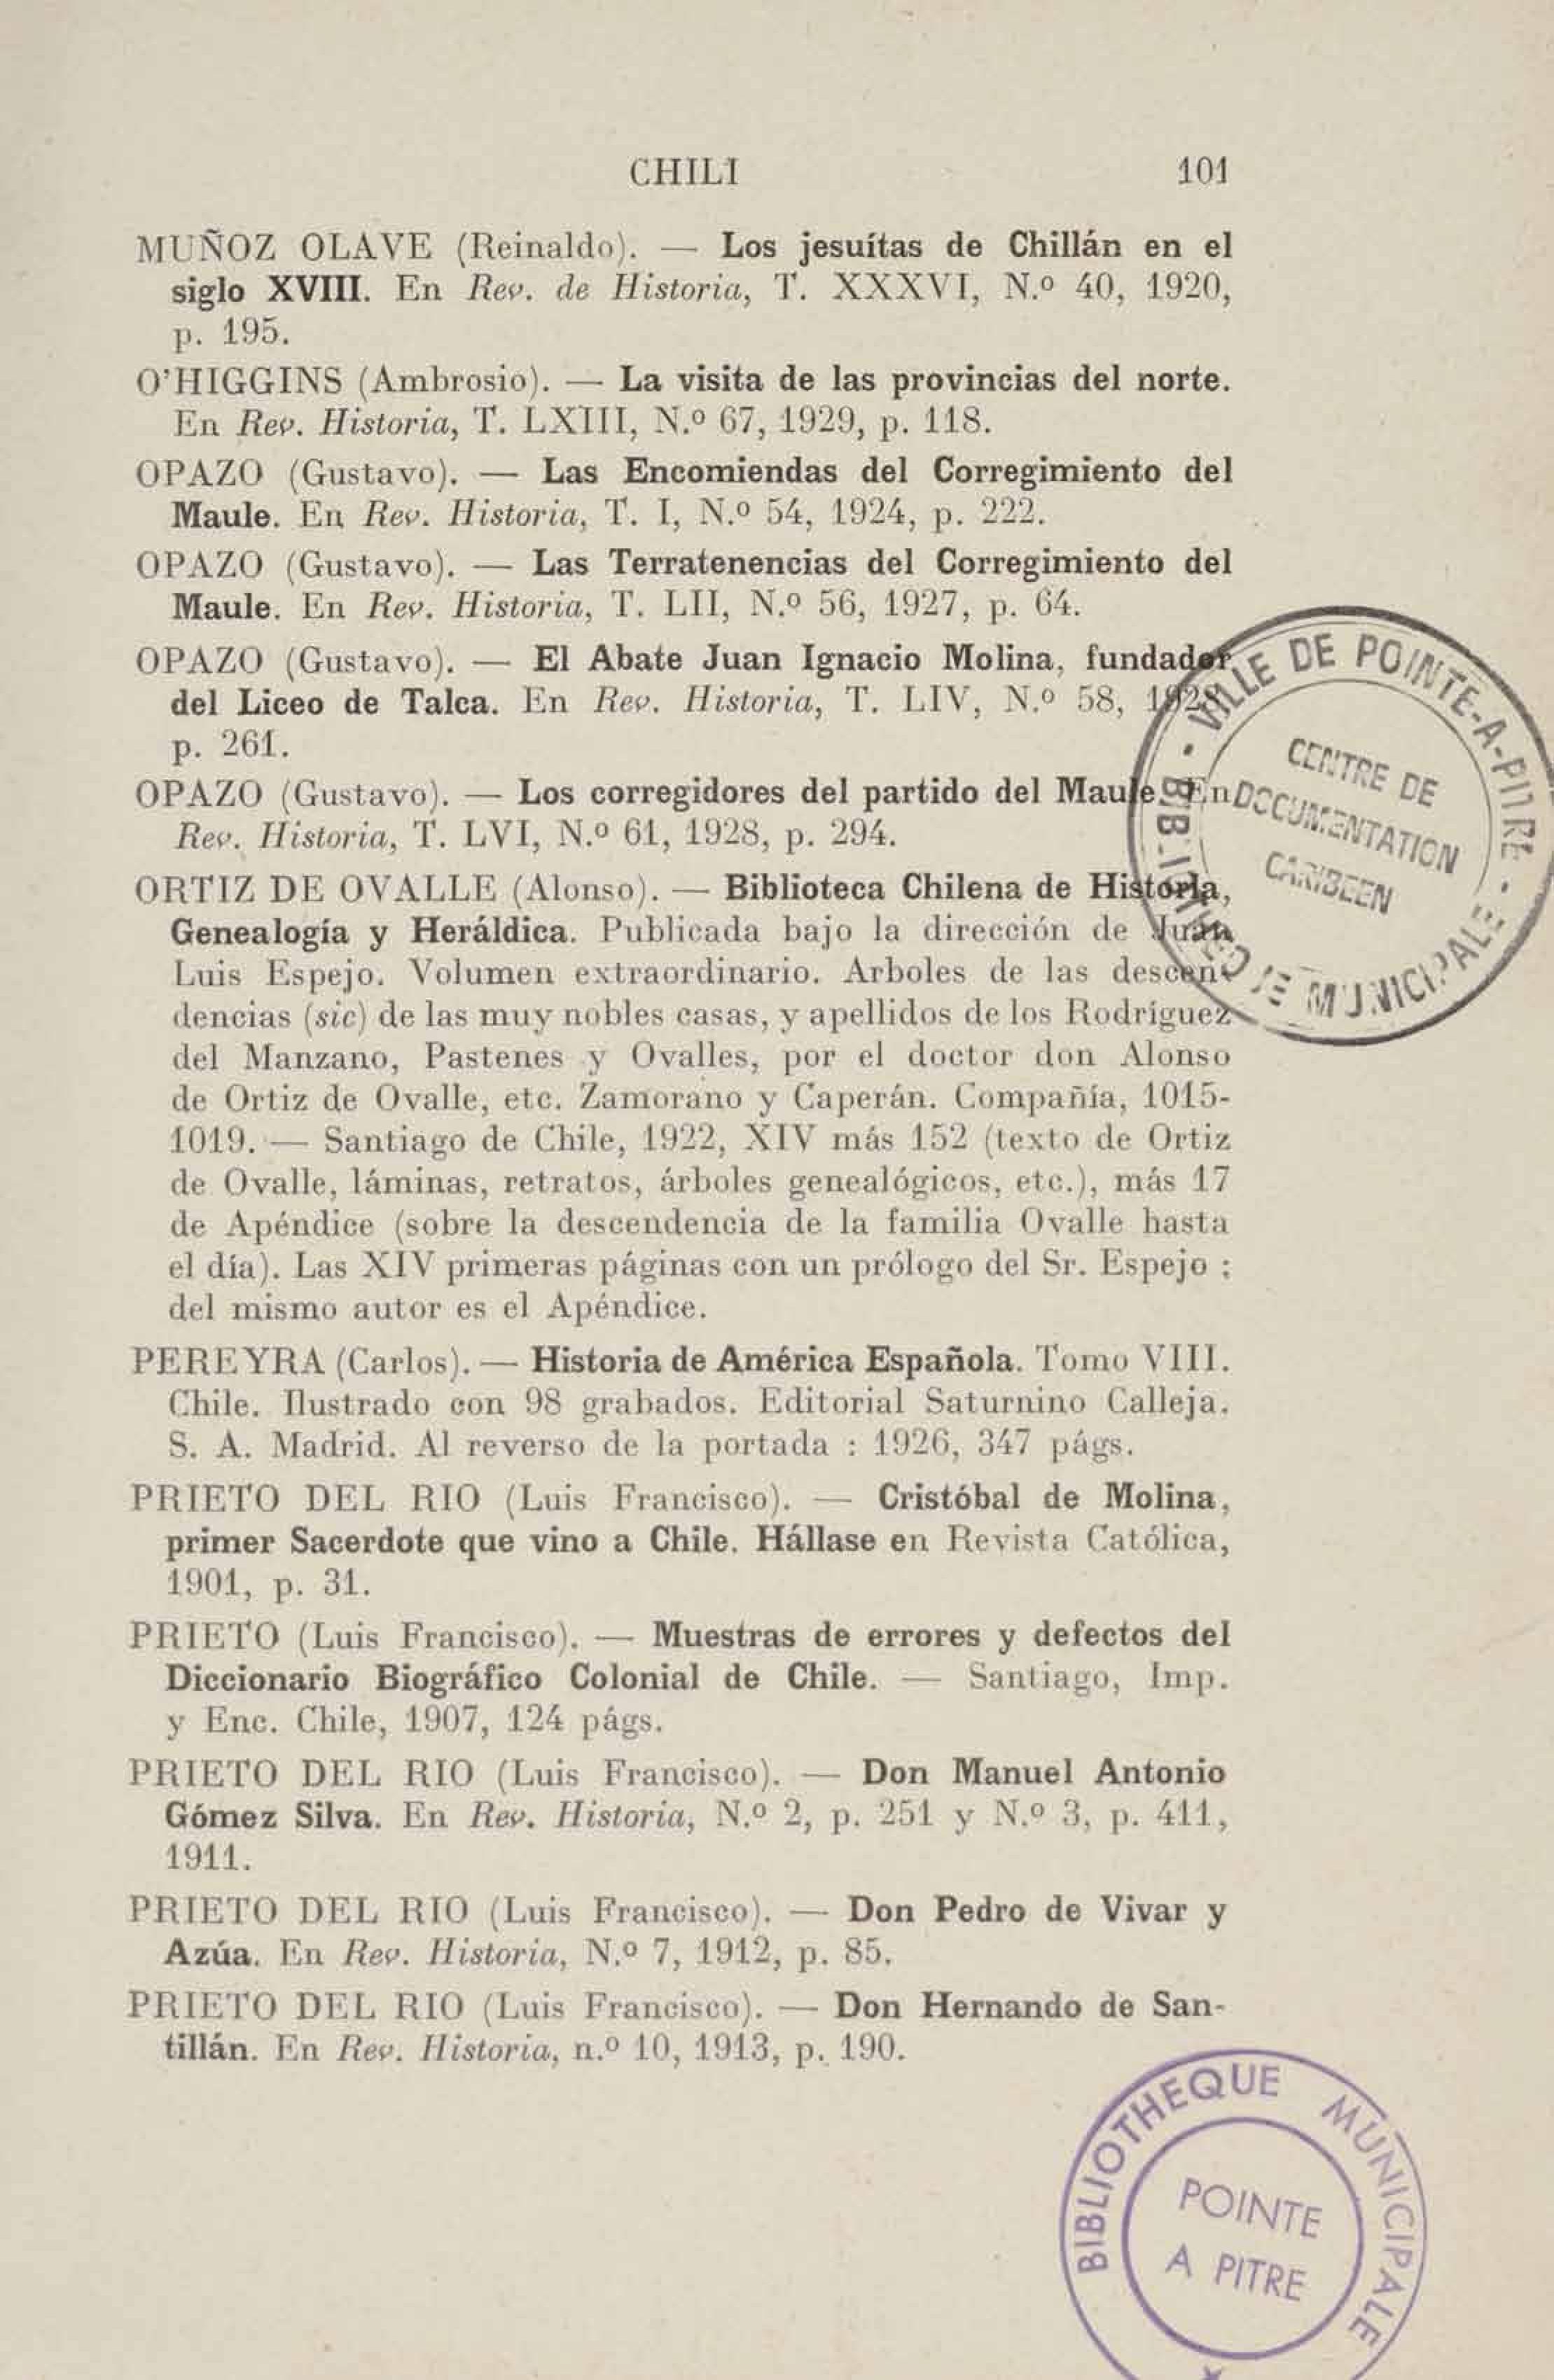 CHILI 101
MUÑOZ OLAVE (Reinaldo). — Los jesuítas de Chillán en el
siglo XVIII. En Rev. de Historia, T. XXXVI, N.º 40, 1920,
p. 195.
O'HIGGINS (Ambrosio). — La visita de las provincias del norte.
En Rev. Historia, T. LXIII, N.º 67, 1929, p. 118.
OPAZO (Gustavo). — Las Encomiendas del Corregimiento del
Maule. En Rev. Historia, T. I, N.º 54, 1924, p. 222.
OPAZO (Gustavo). — Las Terratenencias del Corregimiento del
Maule. En Rev. Historia, T. LII, N.º 56, 1927, p. 64.
OPAZO (Gustavo). — El Abate Juan Ignacio Molina, fundador
del Liceo de Talca. En Rev. Historia, T. LIV, N.º 58,
p. 261.
OPAZO (Gustavo). — Los corregidores del partido del Maule. En
Rev. Historia, T. LVI, N.º 61, 1928, p. 294.
ORTIZ DE OVALLE (Alonso). — Biblioteca Chilena de Historia,
Genealogía y Heráldica. Publicada bajo la dirección de Juan
Luis Espejo. Volumen extraordinario. Arboles de las descen-
dencias (sic) de las muy nobles casas, y apellidos de los Rodríguez
del Manzano, Pastenes y Ovalles, por el doctor don Alonso
de Ortiz de Ovalle, etc. Zamorano y Caperán. Compañía, 1015-
1019. — Santiago de Chile, 1922, XIV más 152 (texto de Ortiz
de Ovalle, láminas, retratos, árboles genealógicos, etc.), más 17
de Apéndice (sobre la descendencia de la familia Ovalle hasta
el día). Las XIV primeras páginas con un prólogo del Sr. Espejo ;
del mismo autor es el Apéndice.
PEREYRA (Carlos). — Historia de América Española. Tomo VIII.
Chile. Ilustrado con 98 grabados. Editorial Saturnino Calleja.
S. A. Madrid. Al reverso de la portada : 1926, 347 págs.
PRIETO DEL RIO (Luis Francisco). — Cristóbal de Molina,
primer Sacerdote que vino a Chile. Hállase en Revista Católica,
1901, p. 31.
PRIETO (Luis Francisco). — Muestras de errores y defectos del
Diccionario Biográfico Colonial de Chile. — Santiago, Imp.
y Enc. Chile, 1907, 124 págs.
PRIETO DEL RIO (Luis Francisco). — Don Manuel Antonio
Gómez Silva. En Rev. Historia, N.º 2, p. 251 y N.º 3, p. 411,
1911.
PRIETO DEL RIO (Luis Francisco). — Don Pedro de Vivar y
Azúa. En Rev. Historia, N.º 7, 1912, p. 85.
PRIETO DEL RIO (Luis Francisco). — Don Hernando de San-
tillán. En Rev. Historia, n.º 10, 1913, p. 190.
VILLE DE POINTE-A-PITRE
CENTRE DE
DOCUMENTATION
CARIBEEN
MUNICIPALE
BIBLIOTHEQUE MUNICIPALE
POINTE
A PITRE